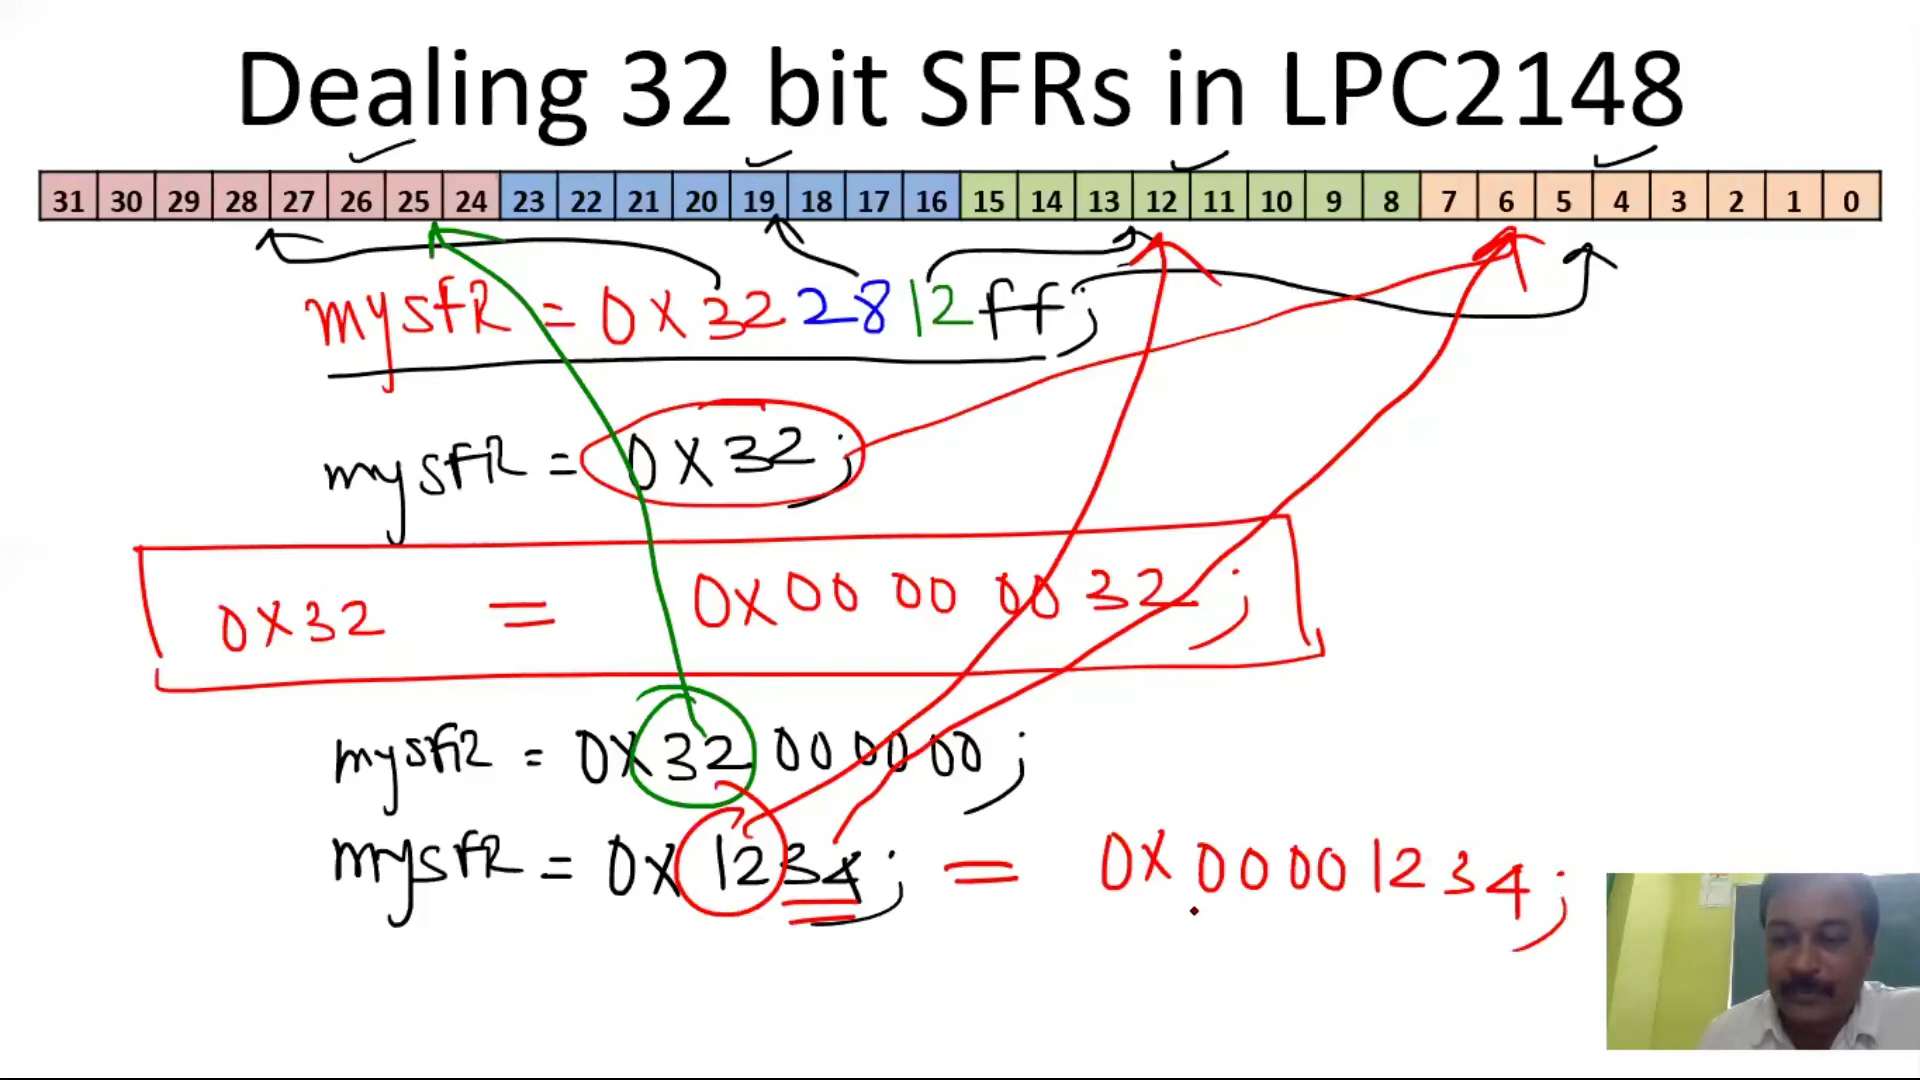 Dealing 32 bit SFRs in LPC2148
31 30 29 28 27 26 25 24 23 22 21 20 19 18 17 16 15 14 13 12 11 10 9 8 7 6 5 4 3 2 1 0
mysfR = 0x322812ff;
mysfR = 0x32;
0x32 = 0x00 00 00 32;
mysfR = 0x32 00 00 00;
mysfR = 0x1234; = 0x00001234;